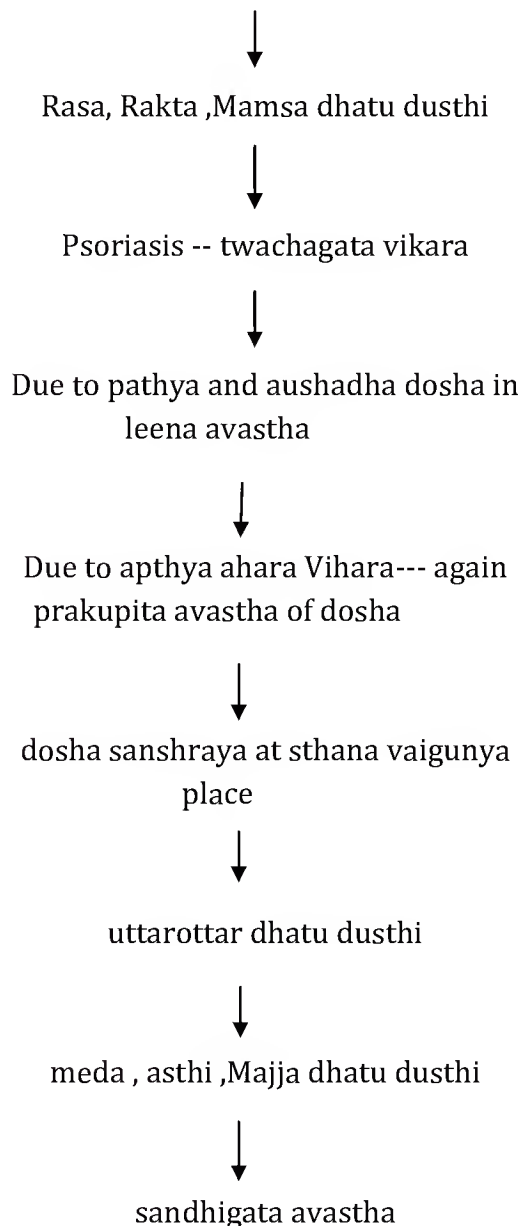 Rasa, Rakta ,Mamsa dhatu dusthi
Psoriasis -- twachagata vikara
Due to pathya and aushadha dosha in
leena avastha
Due to apthya ahara Vihara--- again
prakupita avastha of dosha
dosha sanshraya at sthana vaigunya
place
uttarottar dhatu dusthi
meda , asthi ,Majja dhatu dusthi
sandhigata avastha